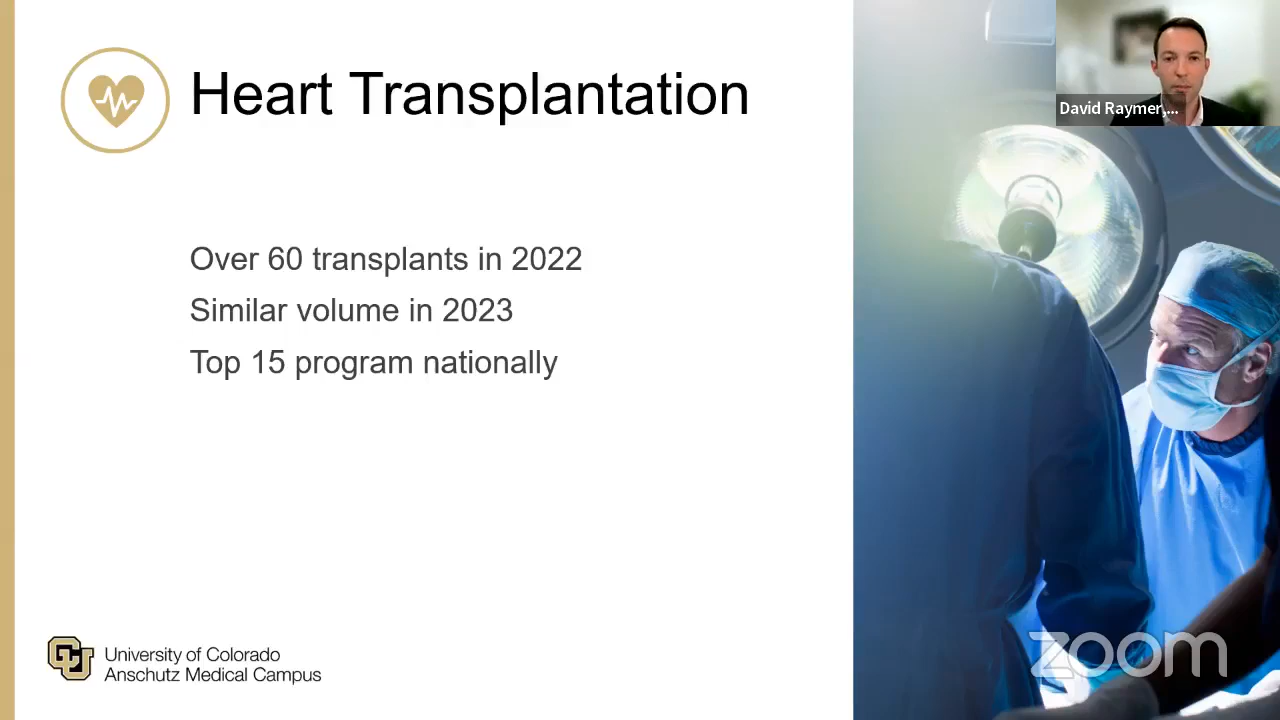 Heart Transplantation
David Raymer,...
Over 60 transplants in 2022
Similar volume in 2023
Top 15 program nationally
University of Colorado
Anschutz Medical Campus
zoom